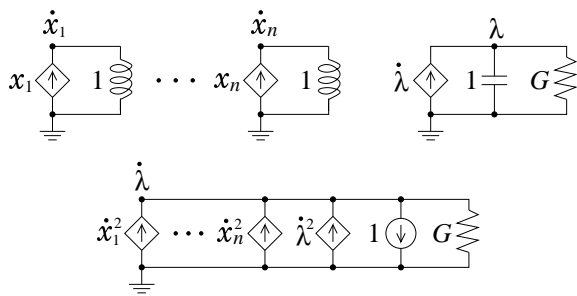 ẋ₁ ẋₙ λ
x₁ 1 ··· xₙ 1 λ̇ 1 G
λ̇
ẋ₁² ··· ẋₙ² λ̇² 1 G